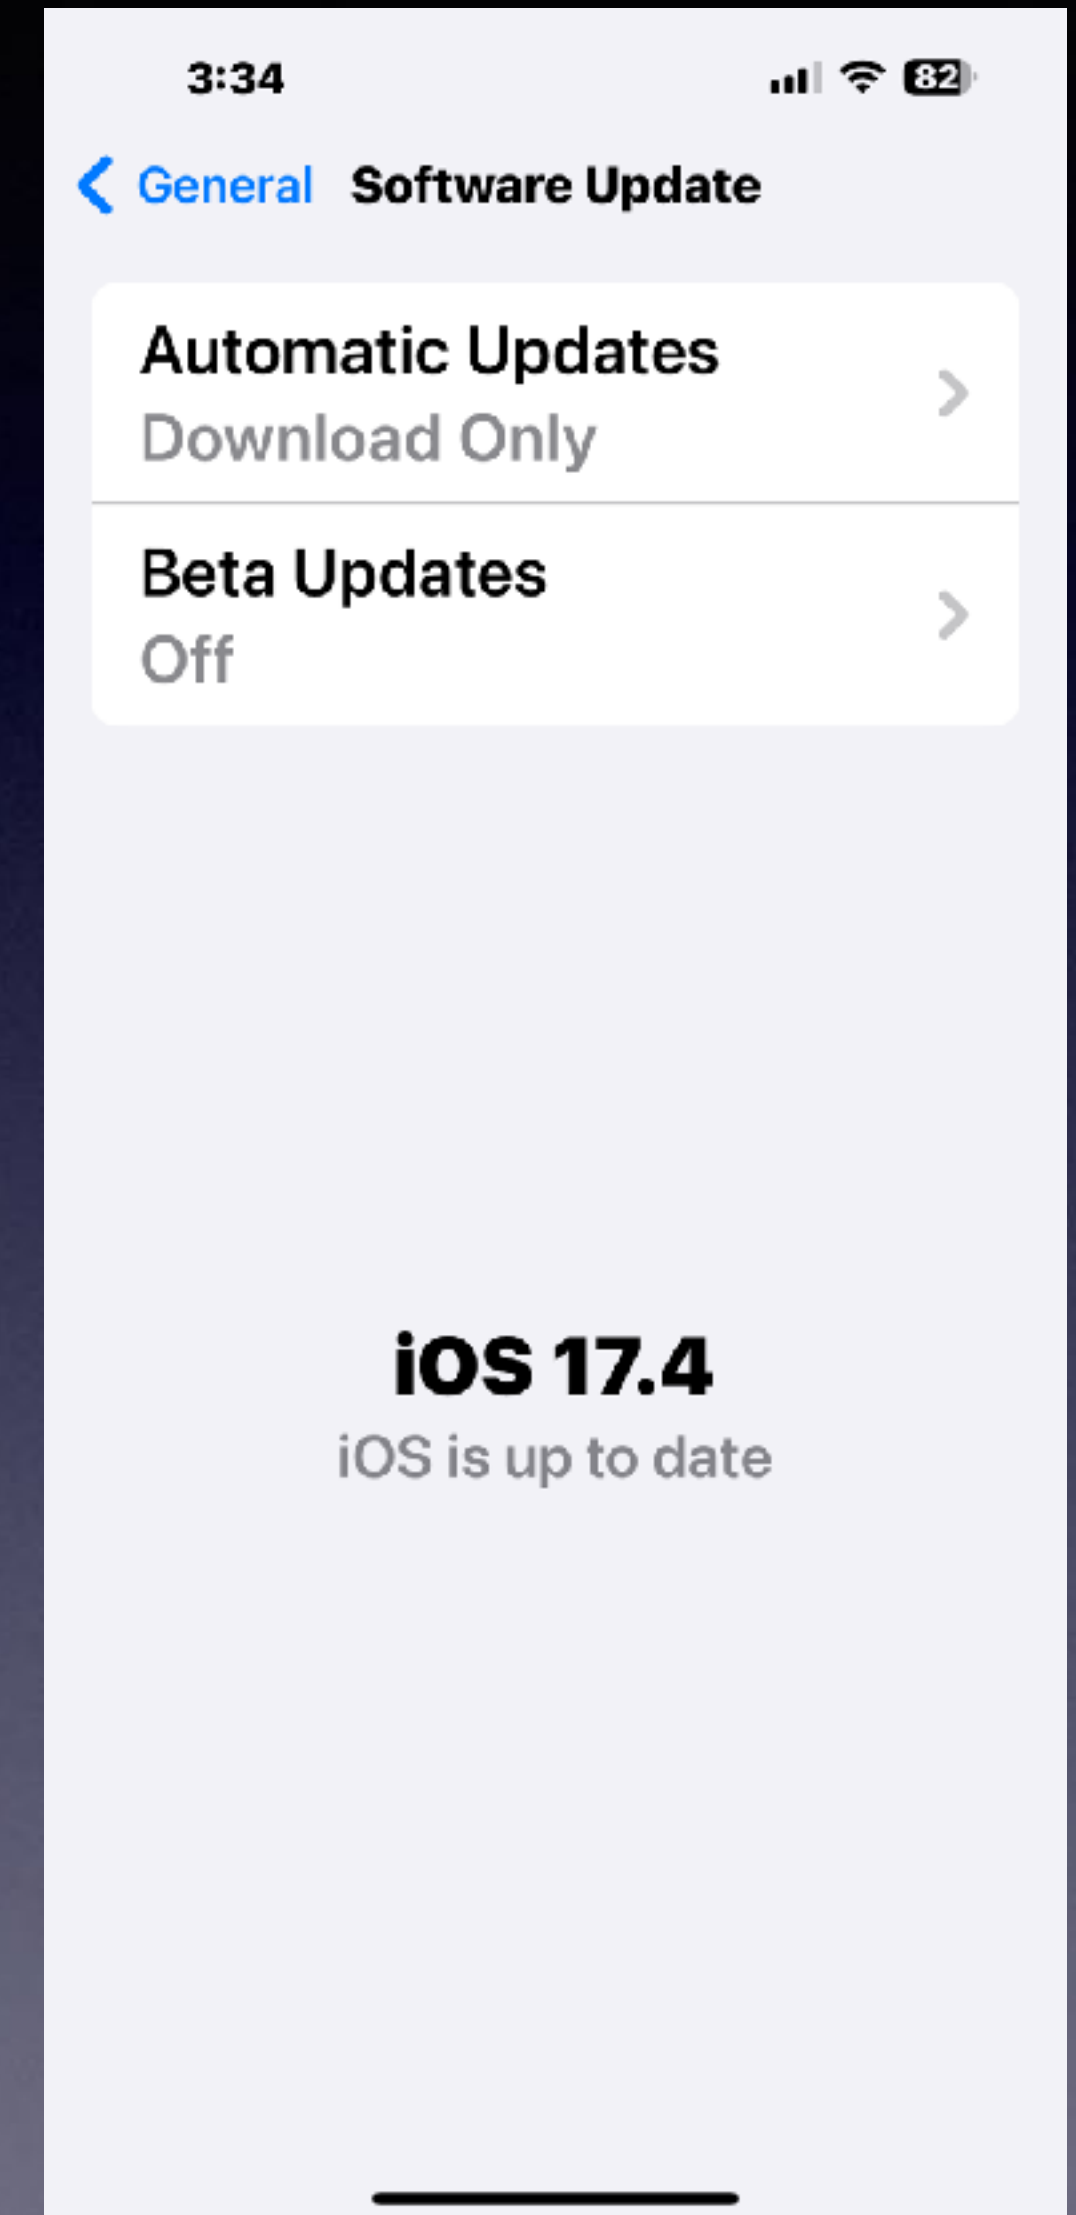 3:34
82
General Software Update
Automatic Updates
Download Only
Beta Updates
Off
iOS 17.4
iOS is up to date